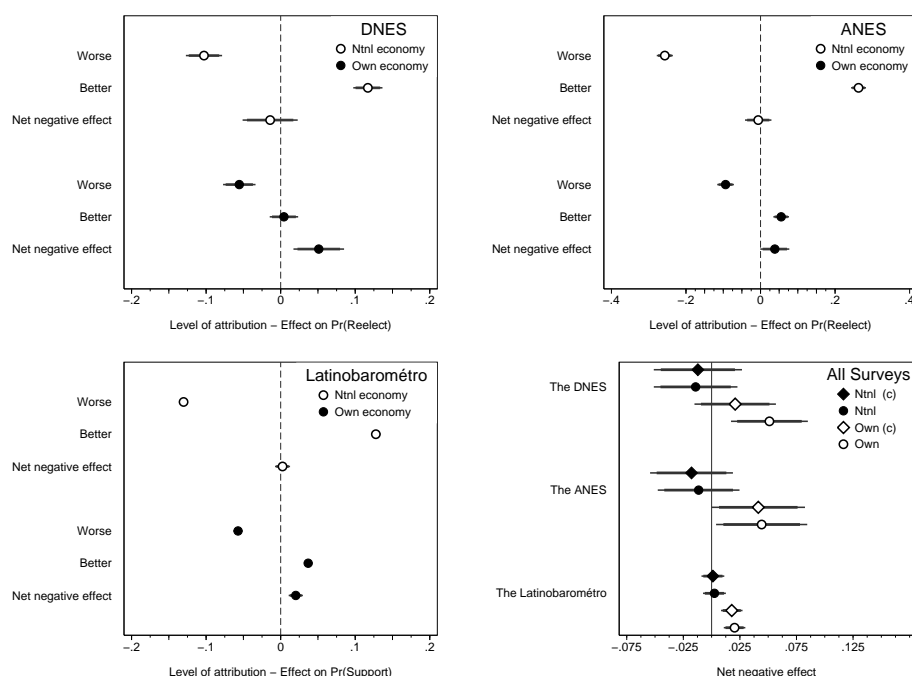 DNES
Ntnl economy
Own economy
Worse
Better
Net negative effect
Worse
Better
Net negative effect
−.2 −.1 0 .1 .2
Level of attribution − Effect on Pr(Reelect)
ANES
Ntnl economy
Own economy
Worse
Better
Net negative effect
Worse
Better
Net negative effect
−.4 −.2 0 .2 .4
Level of attribution − Effect on Pr(Reelect)
Latinobarométro
Ntnl economy
Own economy
Worse
Better
Net negative effect
Worse
Better
Net negative effect
−.2 −.1 0 .1 .2
Level of attribution − Effect on Pr(Support)
All Surveys
Ntnl (c)
Ntnl
Own (c)
Own
The DNES
The ANES
The Latinobarométro
−.075 −.025 .025 .075 .125
Net negative effect